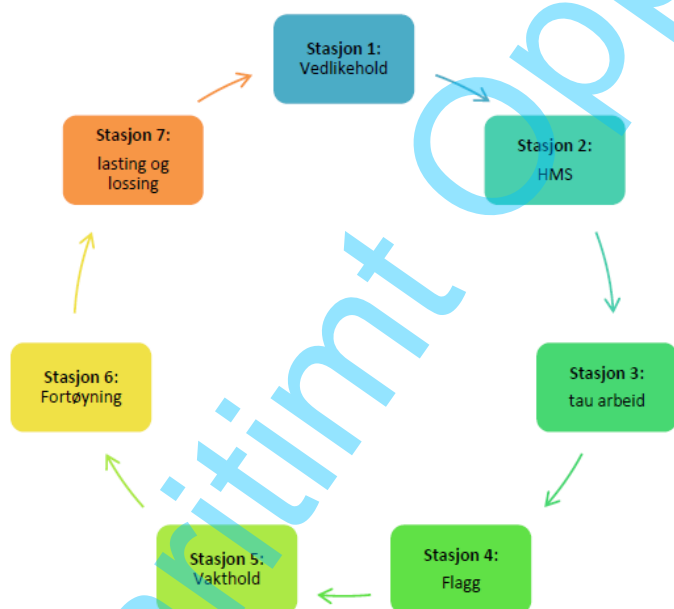 Stasjon 1:
Vedlikehold
Stasjon 2:
HMS
Stasjon 3:
tau arbeid
Stasjon 4:
Flagg
Stasjon 5:
Vakthold
Stasjon 6:
Fortøyning
Stasjon 7:
lasting og
lossing